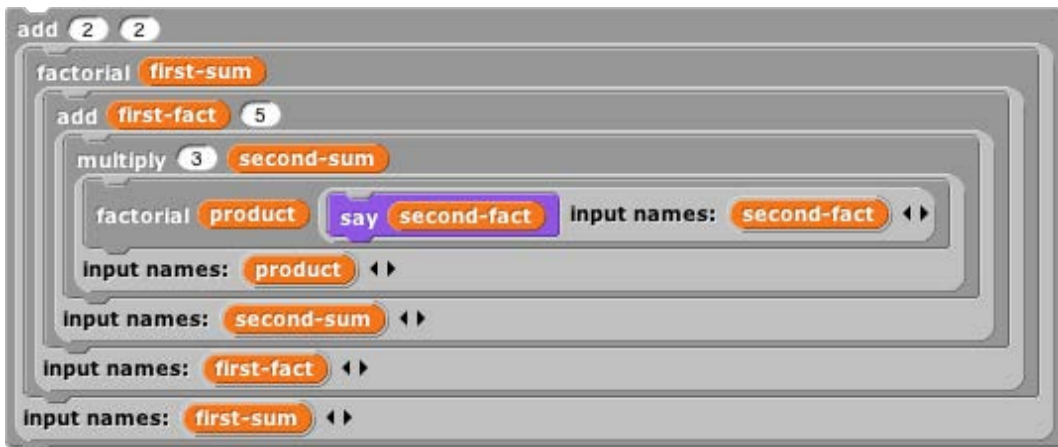 add 2 2
factorial first-sum
add first-fact 5
multiply 3 second-sum
factorial product say second-fact input names: second-fact
input names: product
input names: second-sum
input names: first-fact
input names: first-sum